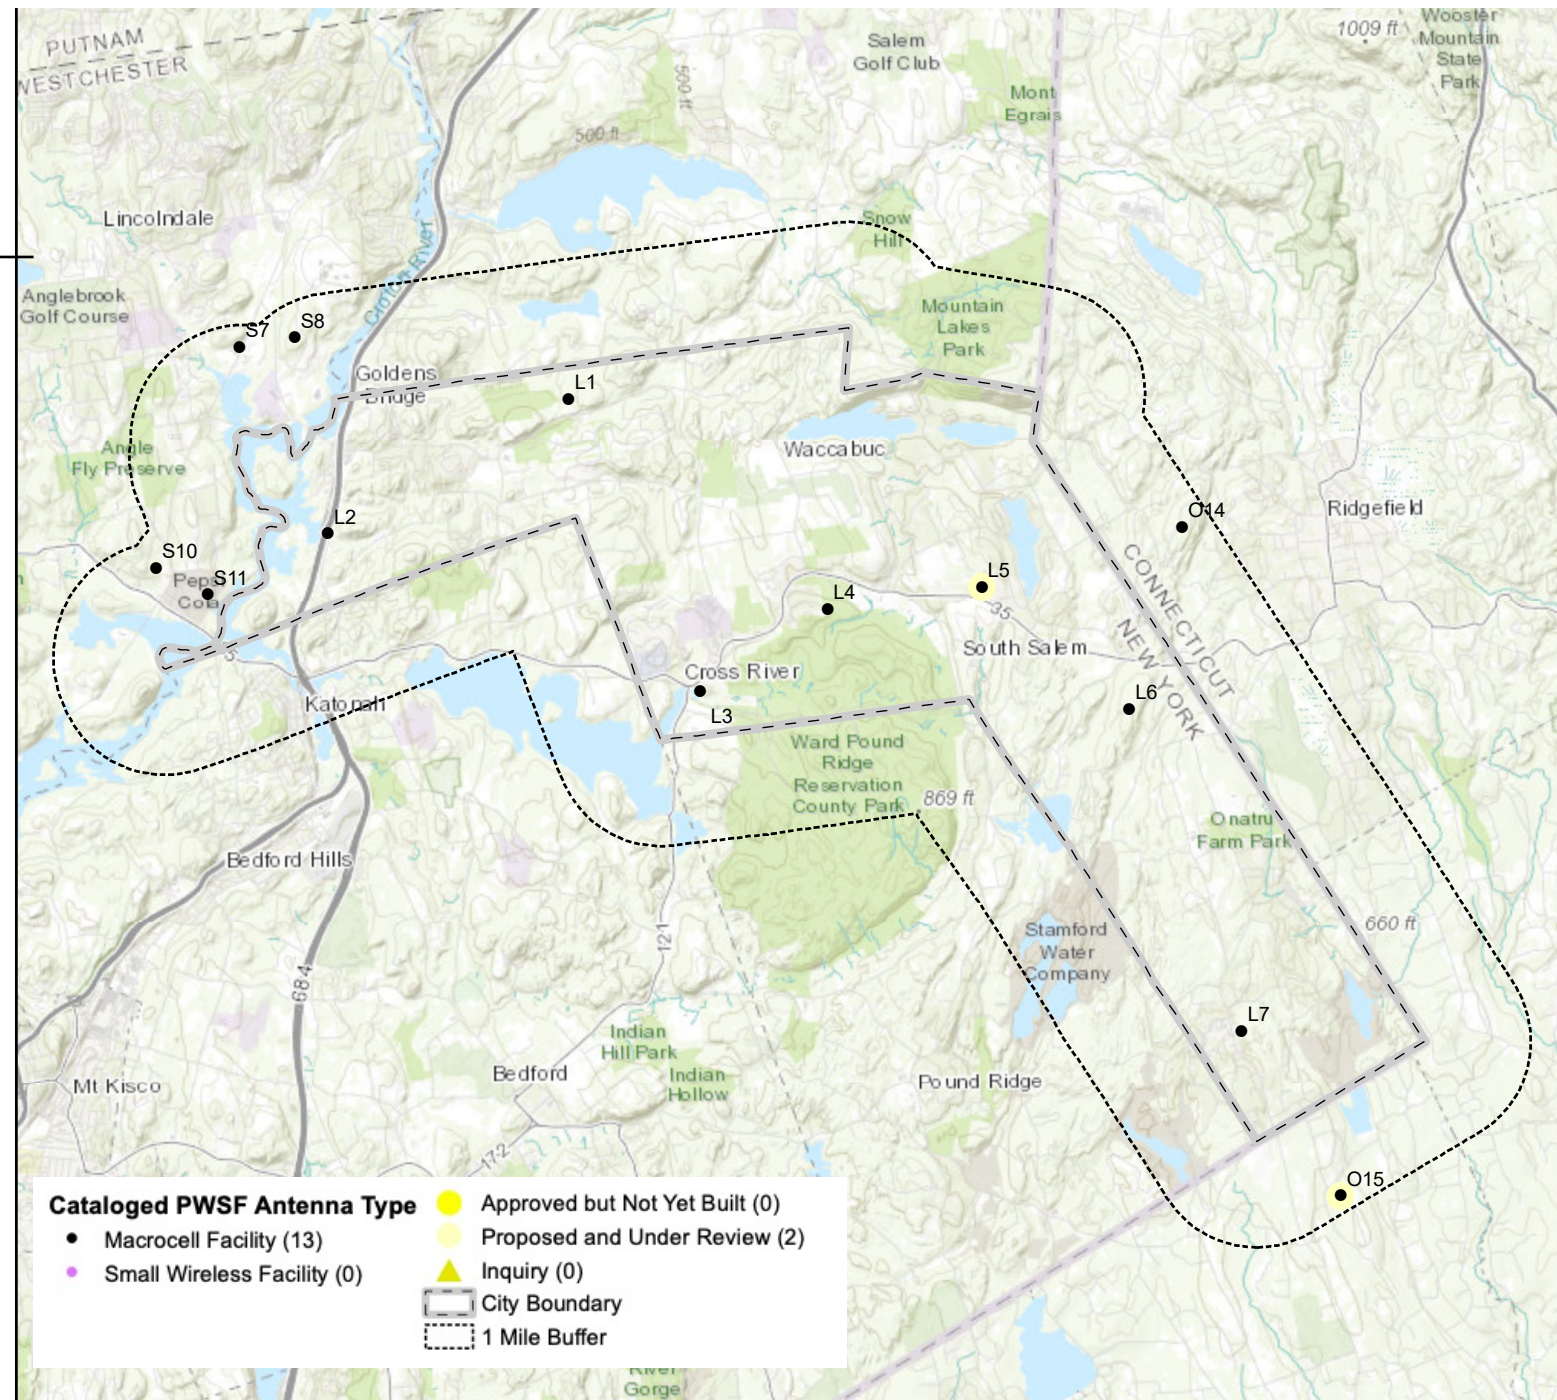 PUTNAM
WESTCHESTER
500 ft
Salem
Golf Club
1009 ft
Wooster
Mountain
State
Park
Mont
Egrais
500 ft
Lincolndale
Croton River
Snow
Hill
Anglebrook
Golf Course
S7
S8
Mountain
Lakes
Park
Goldens
Bridge
L1
Angle
Fly Preserve
Waccabuc
L2
O14
Ridgefield
S10
S11
Pepsi
Cola
L4
L5
35
CONNECTICUT
NEW YORK
South Salem
35
Cross River
L3
L6
Katonah
Ward Pound
Ridge
Reservation
County Park
869 ft
Onatru
Farm Park
Bedford Hills
121
684
Stamford
Water
Company
660 ft
L7
Indian
Hill Park
Indian
Hollow
Bedford
Pound Ridge
Mt Kisco
172
O15
Cataloged PWSF Antenna Type
Macrocell Facility (13)
Small Wireless Facility (0)
Approved but Not Yet Built (0)
Proposed and Under Review (2)
Inquiry (0)
City Boundary
1 Mile Buffer
River
Gorge